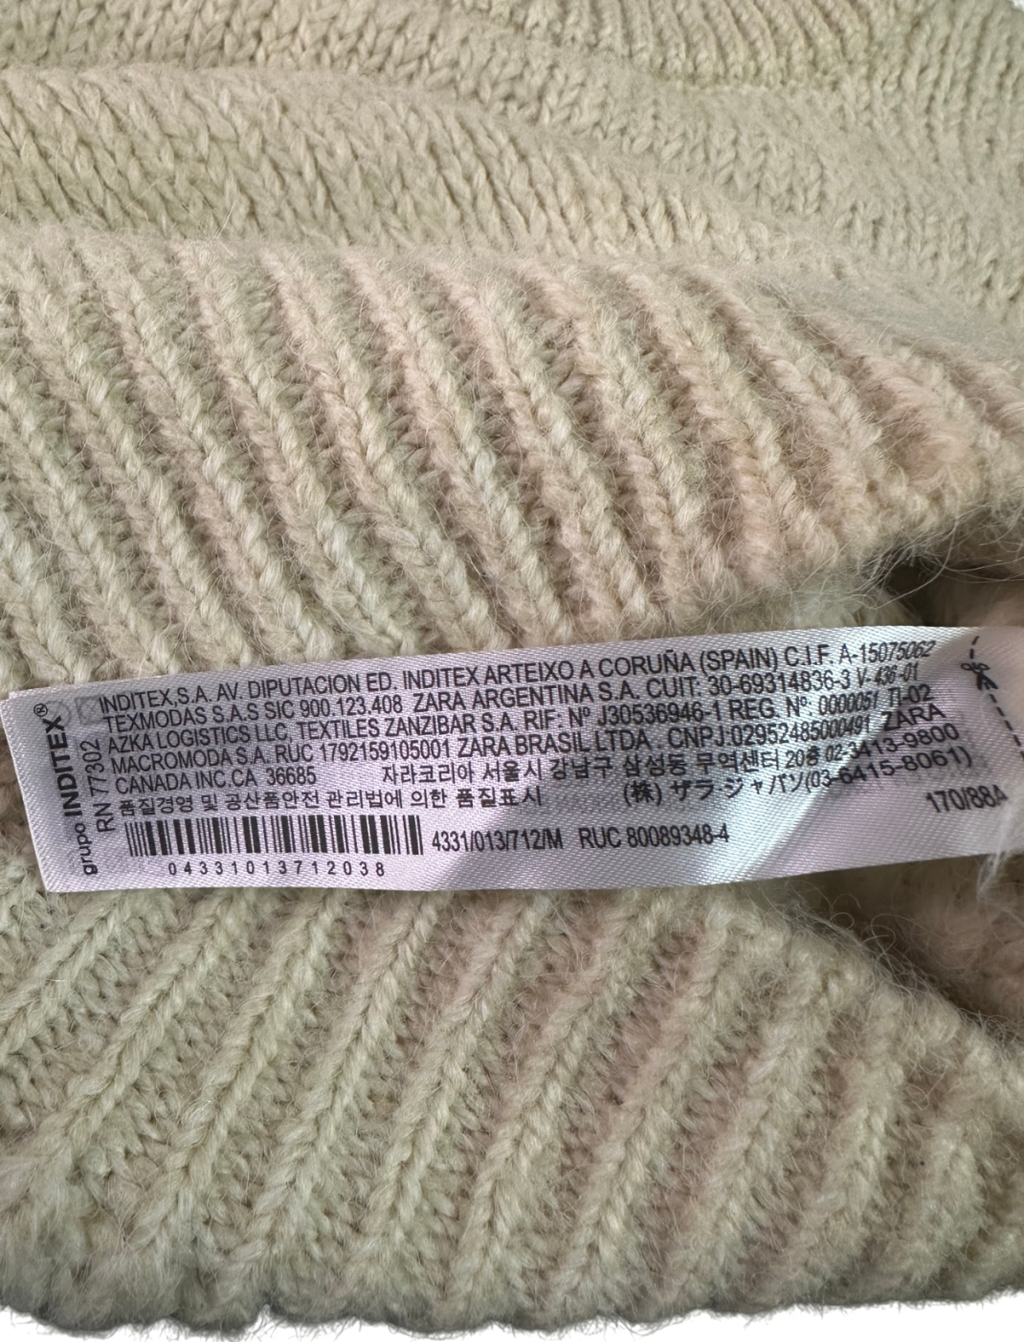 grupo INDITEX®
RN 77302
INDITEX,S.A. AV. DIPUTACION ED. INDITEX ARTEIXO A CORUÑA (SPAIN) C.I.F. A-15075062
TEXMODAS S.A.S SIC 900.123.408 ZARA ARGENTINA S.A. CUIT: 30-69314836-3 V- 436-01
AZKA LOGISTICS LLC, TEXTILES ZANZIBAR S.A. RIF: Nº J30536946-1 REG. Nº: 0000051 TI-02
MACROMODA S.A. RUC 1792159105001 ZARA BRASIL LTDA . CNPJ:02952485000491 ZARA
CANADA INC.CA 36685 자라코리아 서울시 강남구 삼성동 무역센터 20층 02-3413-9800
품질경영 및 공산품안전 관리법에 의한 품질표시 (株) ザラ・ジャパン(03-6415-8061)
170/88A
4331/013/712/M RUC 80089348-4
04331013712038